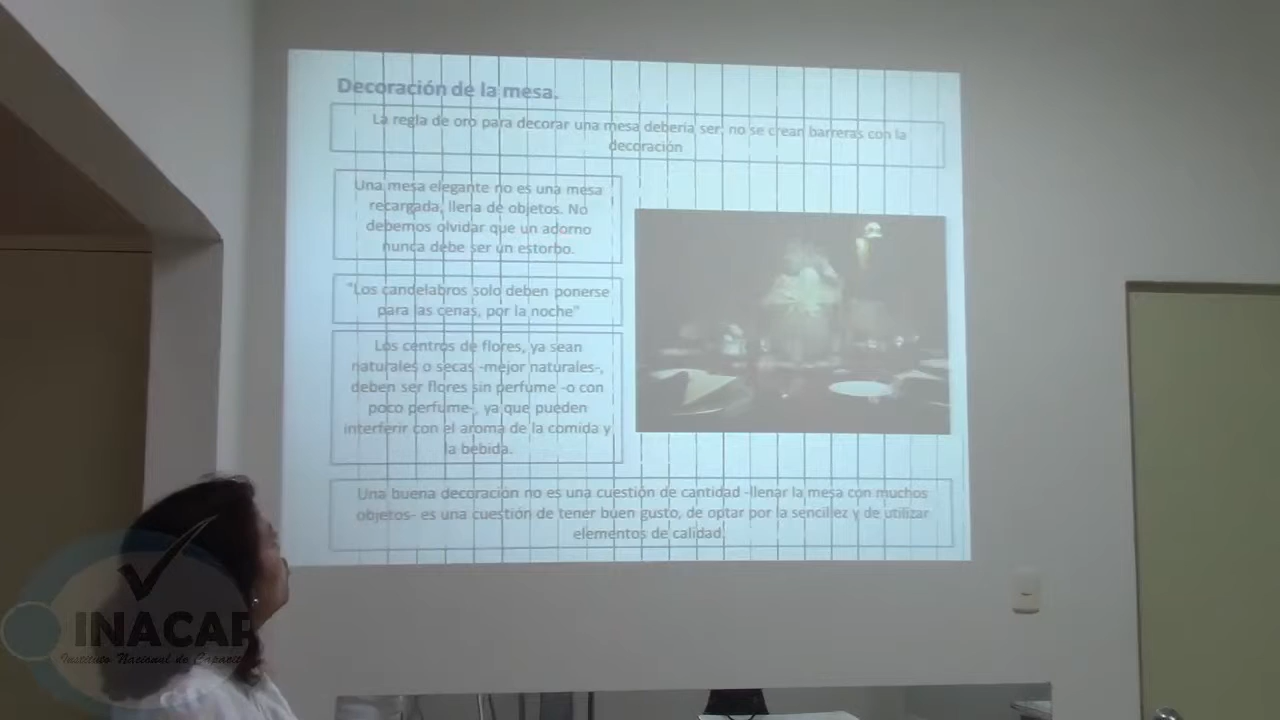 Decoración de la mesa.
La regla de oro para decorar una mesa debería ser: no se crean barreras con la
decoración
Una mesa elegante no es una mesa
recargada, llena de objetos. No
debemos olvidar que un adorno
nunca debe ser un estorbo.
"Los candelabros solo deben ponerse
para las cenas, por la noche"
Los centros de flores, ya sean
naturales o secas -mejor naturales-,
deben ser flores sin perfume -o con
poco perfume-, ya que pueden
interferir con el aroma de la comida y
la bebida.
Una buena decoración no es una cuestión de cantidad -llenar la mesa con muchos
objetos- es una cuestión de tener buen gusto, de optar por la sencillez y de utilizar
elementos de calidad.
INACAP
Instituto Nacional de